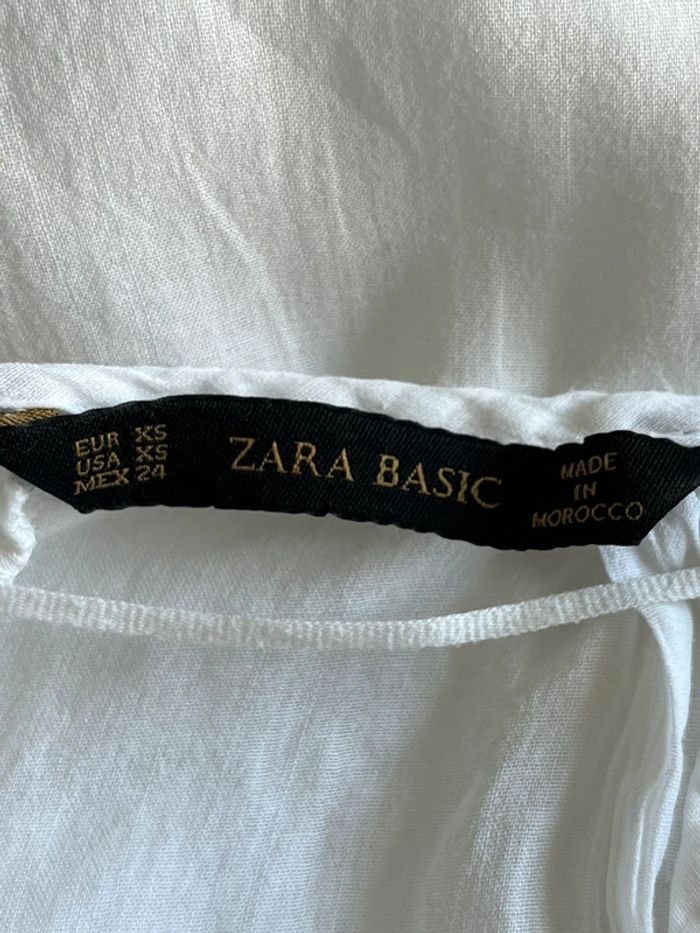 EUR XS
USA XS
MEX 24
ZARA BASIC
MADE
IN
MOROCCO